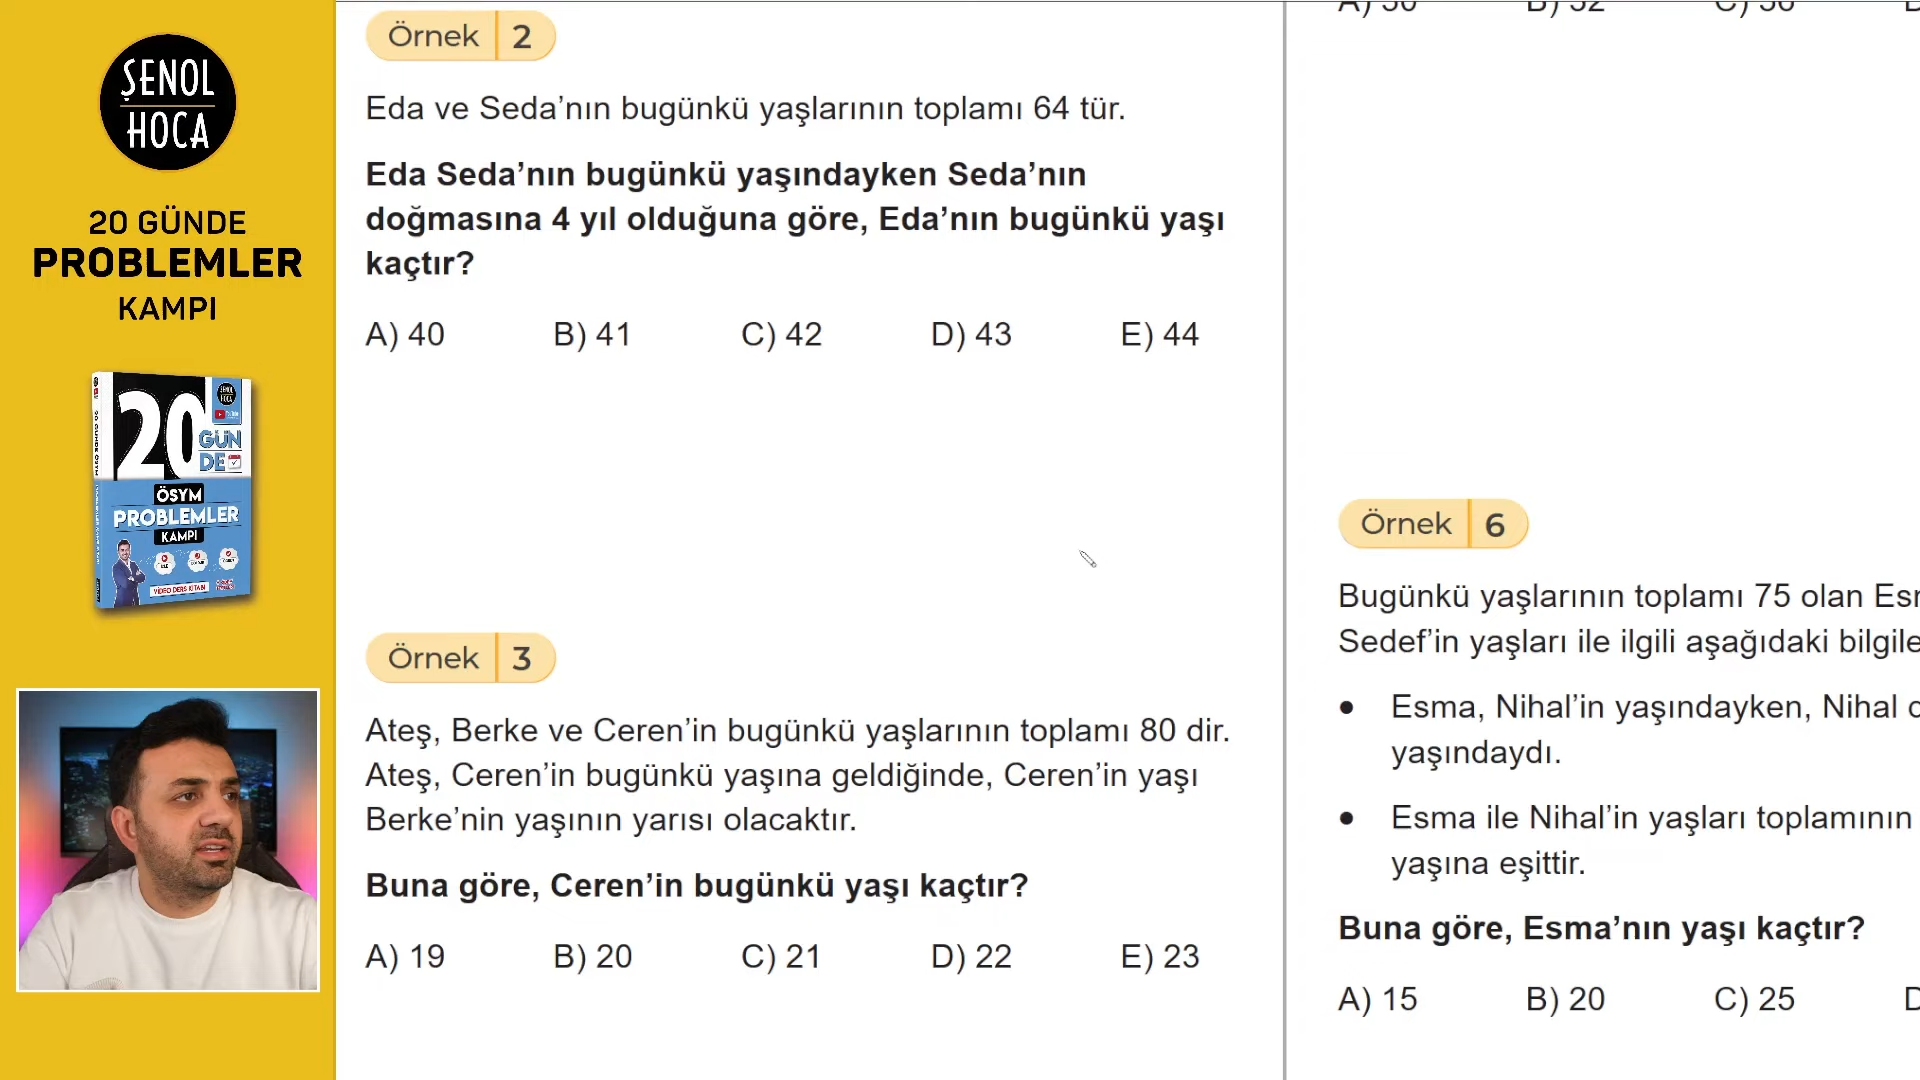 ŞENOL
HOCA
20 GÜNDE
PROBLEMLER
KAMPI
20
GÜN
DE
ÖSYM
PROBLEMLER
KAMPI
VİDEO DERS KİTABI
Örnek 2
Eda ve Seda’nın bugünkü yaşlarının toplamı 64 tür.
Eda Seda’nın bugünkü yaşındayken Seda’nın
doğmasına 4 yıl olduğuna göre, Eda’nın bugünkü yaşı
kaçtır?
A) 40 B) 41 C) 42 D) 43 E) 44
Örnek 3
Ateş, Berke ve Ceren’in bugünkü yaşlarının toplamı 80 dir.
Ateş, Ceren’in bugünkü yaşına geldiğinde, Ceren’in yaşı
Berke’nin yaşının yarısı olacaktır.
Buna göre, Ceren’in bugünkü yaşı kaçtır?
A) 19 B) 20 C) 21 D) 22 E) 23
Örnek 6
Bugünkü yaşlarının toplamı 75 olan
Sedef’in yaşları ile ilgili aşağıdaki
• Esma, Nihal’in yaşındayken, Nihal
yaşındaydı.
• Esma ile Nihal’in yaşları toplamının
yaşına eşittir.
Buna göre, Esma’nın yaşı kaçtır?
A) 15 B) 20 C) 25